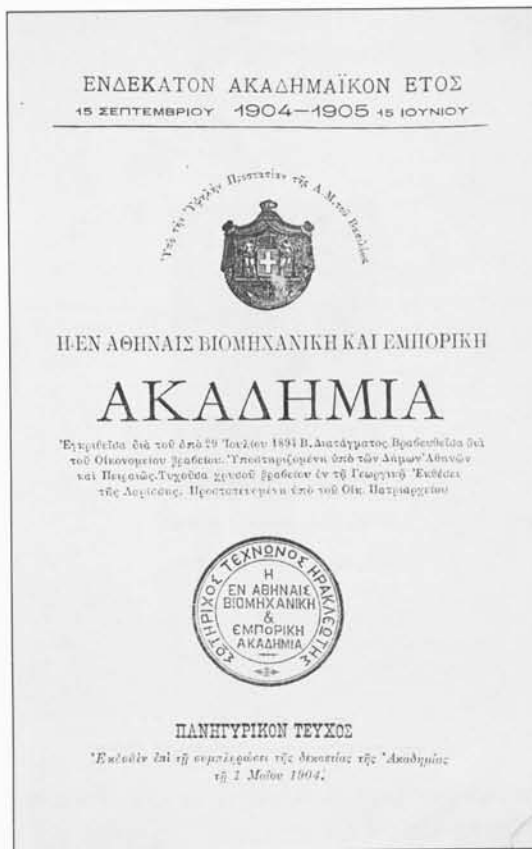 ΕΝΔΕΚΑΤΟΝ ΑΚΑΔΗΜΑΪΚΟΝ ΕΤΟΣ
15 ΣΕΠΤΕΜΒΡΙΟΥ 1904—1905 15 ΙΟΥΝΙΟΥ
Ὑπὸ τὴν Ὑψηλὴν Προστασίαν τῆς Α.Μ. τοῦ Βασιλέως
Η ΕΝ ΑΘΗΝΑΙΣ ΒΙΟΜΗΧΑΝΙΚΗ ΚΑΙ ΕΜΠΟΡΙΚΗ
ΑΚΑΔΗΜΙΑ
Ἐγκριθεῖσα διὰ τοῦ ἀπὸ 29 Ἰουλίου 1894 Β. Διατάγματος. Βραβευθεῖσα διὰ
τοῦ Οἰκονομείου βραβείου. Ὑποστηριζομένη ὑπὸ τῶν Δήμων Ἀθηνῶν
καὶ Πειραιῶς. Τυχοῦσα χρυσοῦ βραβείου ἐν τῇ Γεωργικῇ Ἐκθέσει
τῆς Λαρίσσης. Προστατευομένη ὑπὸ τοῦ Οἰκ. Πατριαρχείου
ΣΩΤΗΡΙΧΟΣ ΤΕΧΝΩΝΟΣ ΗΡΑΚΛΕΩΤΗΣ
Η
ΕΝ ΑΘΗΝΑΙΣ
ΒΙΟΜΗΧΑΝΙΚΗ
&
ΕΜΠΟΡΙΚΗ
ΑΚΑΔΗΜΙΑ
ΠΑΝΗΓΥΡΙΚΟΝ ΤΕΥΧΟΣ
Ἐκδοθὲν ἐπὶ τῇ συμπληρώσει τῆς δεκαετίας τῆς Ἀκαδημίας
τῇ 1 Μαΐου 1904.